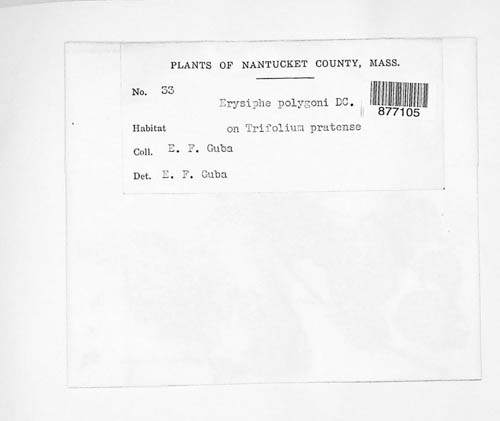 PLANTS OF NANTUCKET COUNTY, MASS.
No. 33
Erysiphe polygoni DC.
877105
Habitat on Trifolium pratense
Coll. E. F. Guba
Det. E. F. Guba